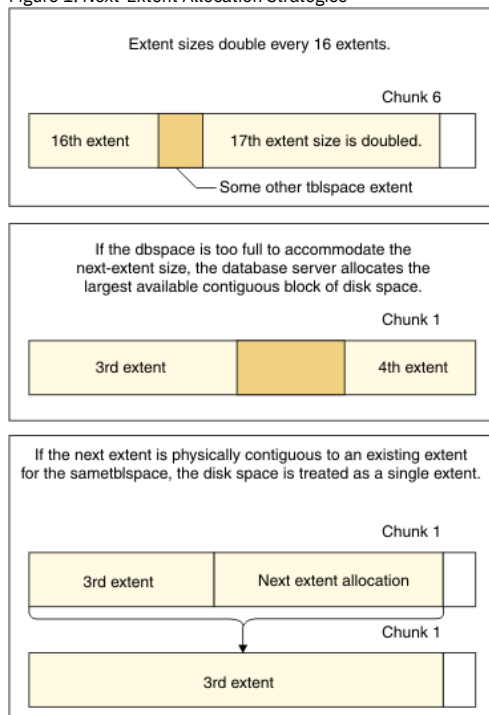 Figure 1. Next-Extent Allocation Strategies
Extent sizes double every 16 extents.
Chunk 6
16th extent
17th extent size is doubled.
Some other tblspace extent
If the dbspace is too full to accommodate the
next-extent size, the database server allocates the
largest available contiguous block of disk space.
Chunk 1
3rd extent
4th extent
If the next extent is physically contiguous to an existing extent
for the sametblspace, the disk space is treated as a single extent.
Chunk 1
3rd extent
Next extent allocation
Chunk 1
3rd extent